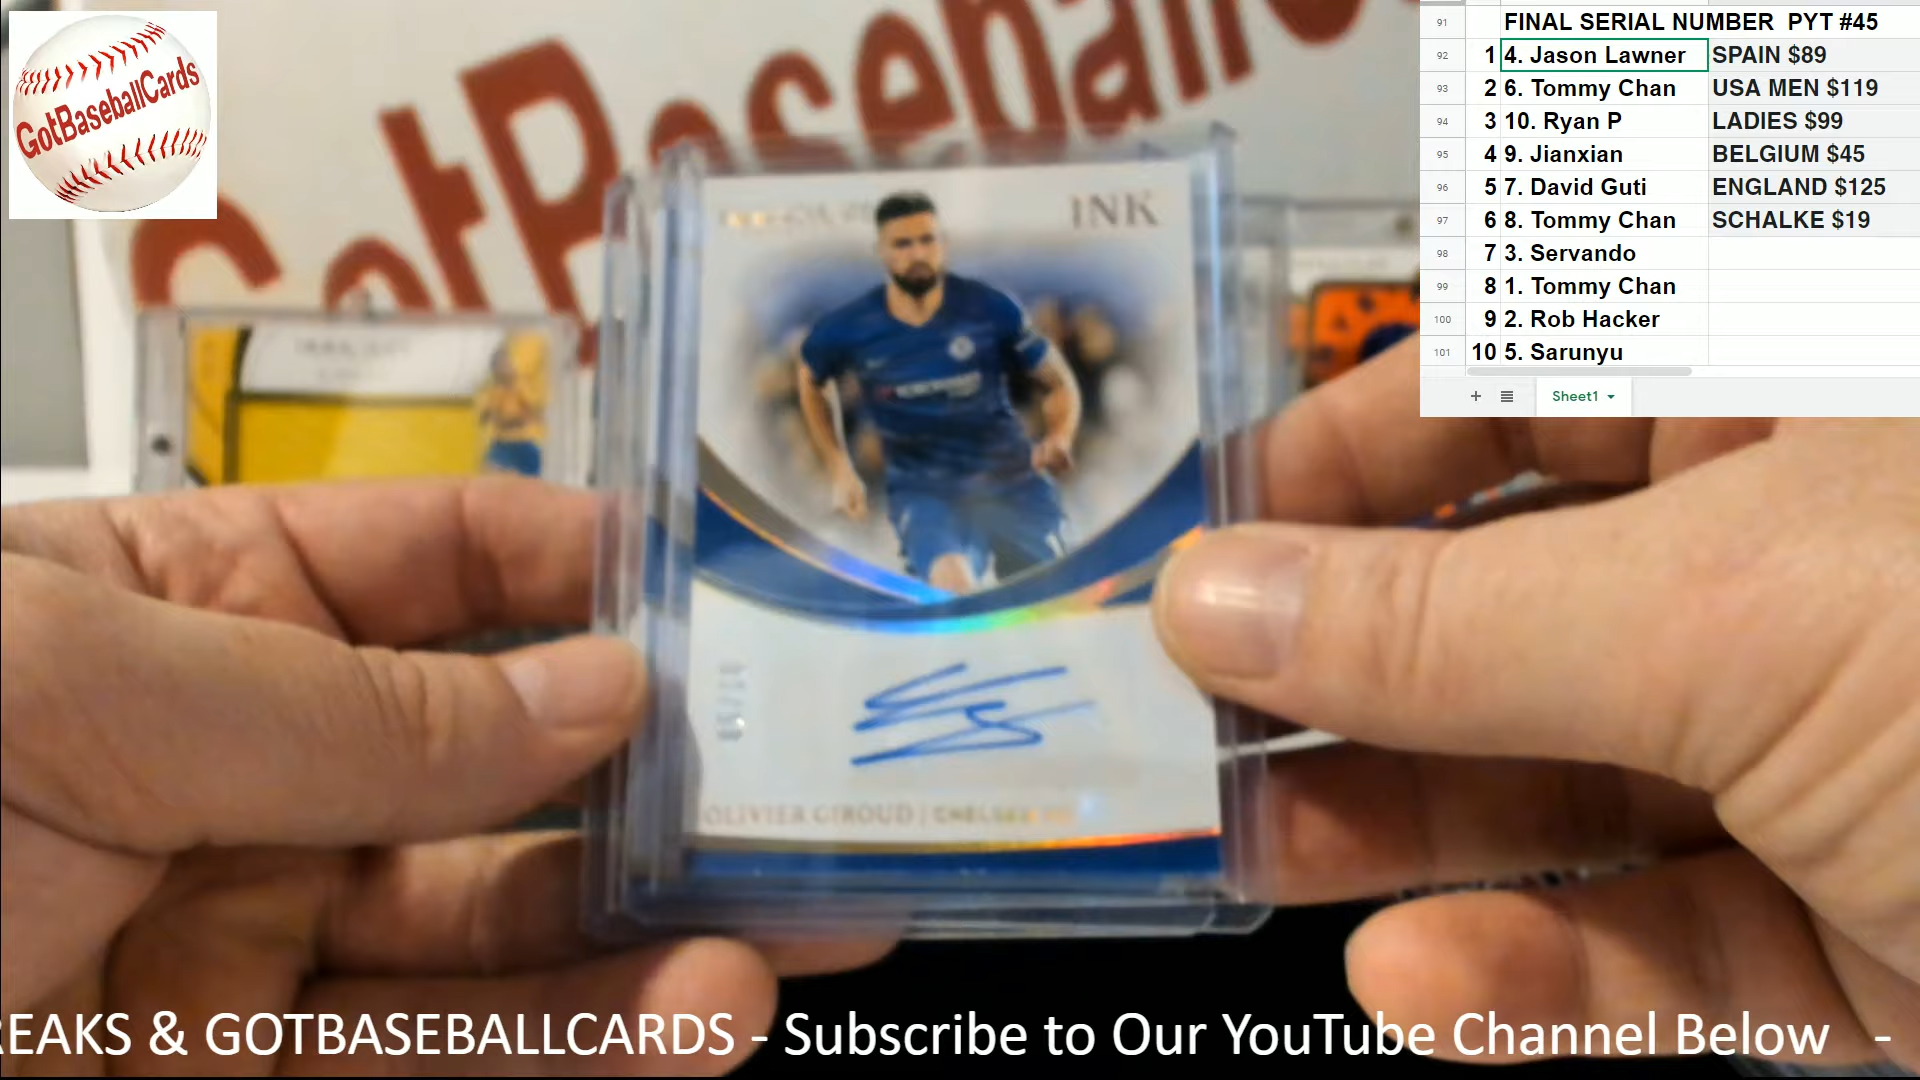 GotBaseballCards
GotBaseballC
INK
OLIVIER GIROUD | CHELSEA
91 FINAL SERIAL NUMBER PYT #45
92 1 4. Jason Lawner SPAIN $89
93 2 6. Tommy Chan USA MEN $119
94 3 10. Ryan P LADIES $99
95 4 9. Jianxian BELGIUM $45
96 5 7. David Guti ENGLAND $125
97 6 8. Tommy Chan SCHALKE $19
98 7 3. Servando
99 8 1. Tommy Chan
100 9 2. Rob Hacker
101 10 5. Sarunyu
Sheet1
REAKS & GOTBASEBALLCARDS - Subscribe to Our YouTube Channel Below -